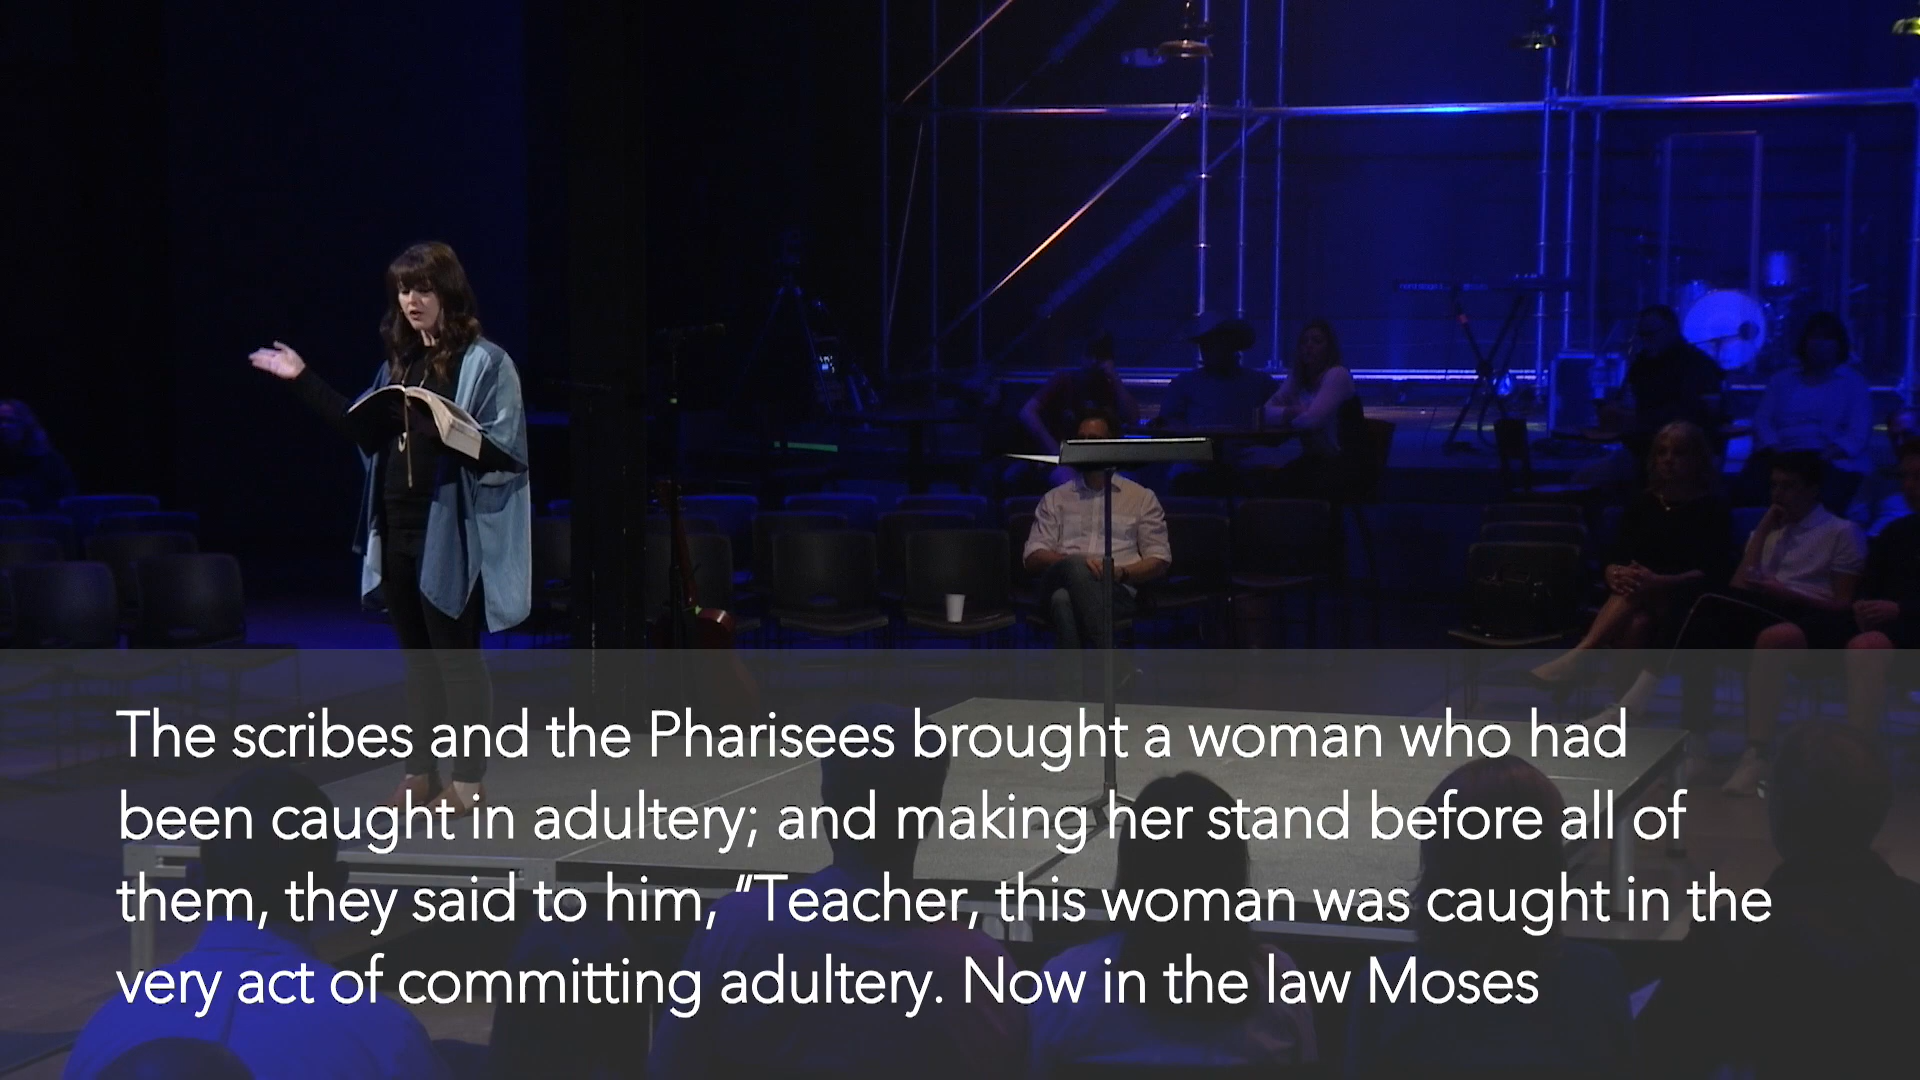 The scribes and the Pharisees brought a woman who had
been caught in adultery; and making her stand before all of
them, they said to him, “Teacher, this woman was caught in the
very act of committing adultery. Now in the law Moses